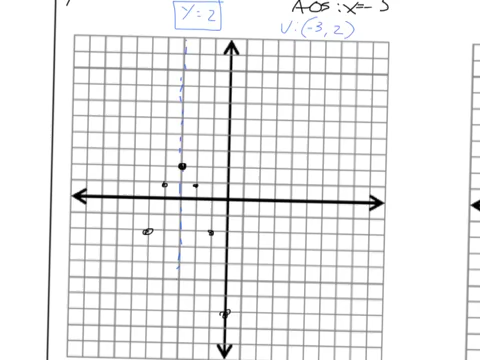 y=2
AOS: x=-3
V: (-3, 2)